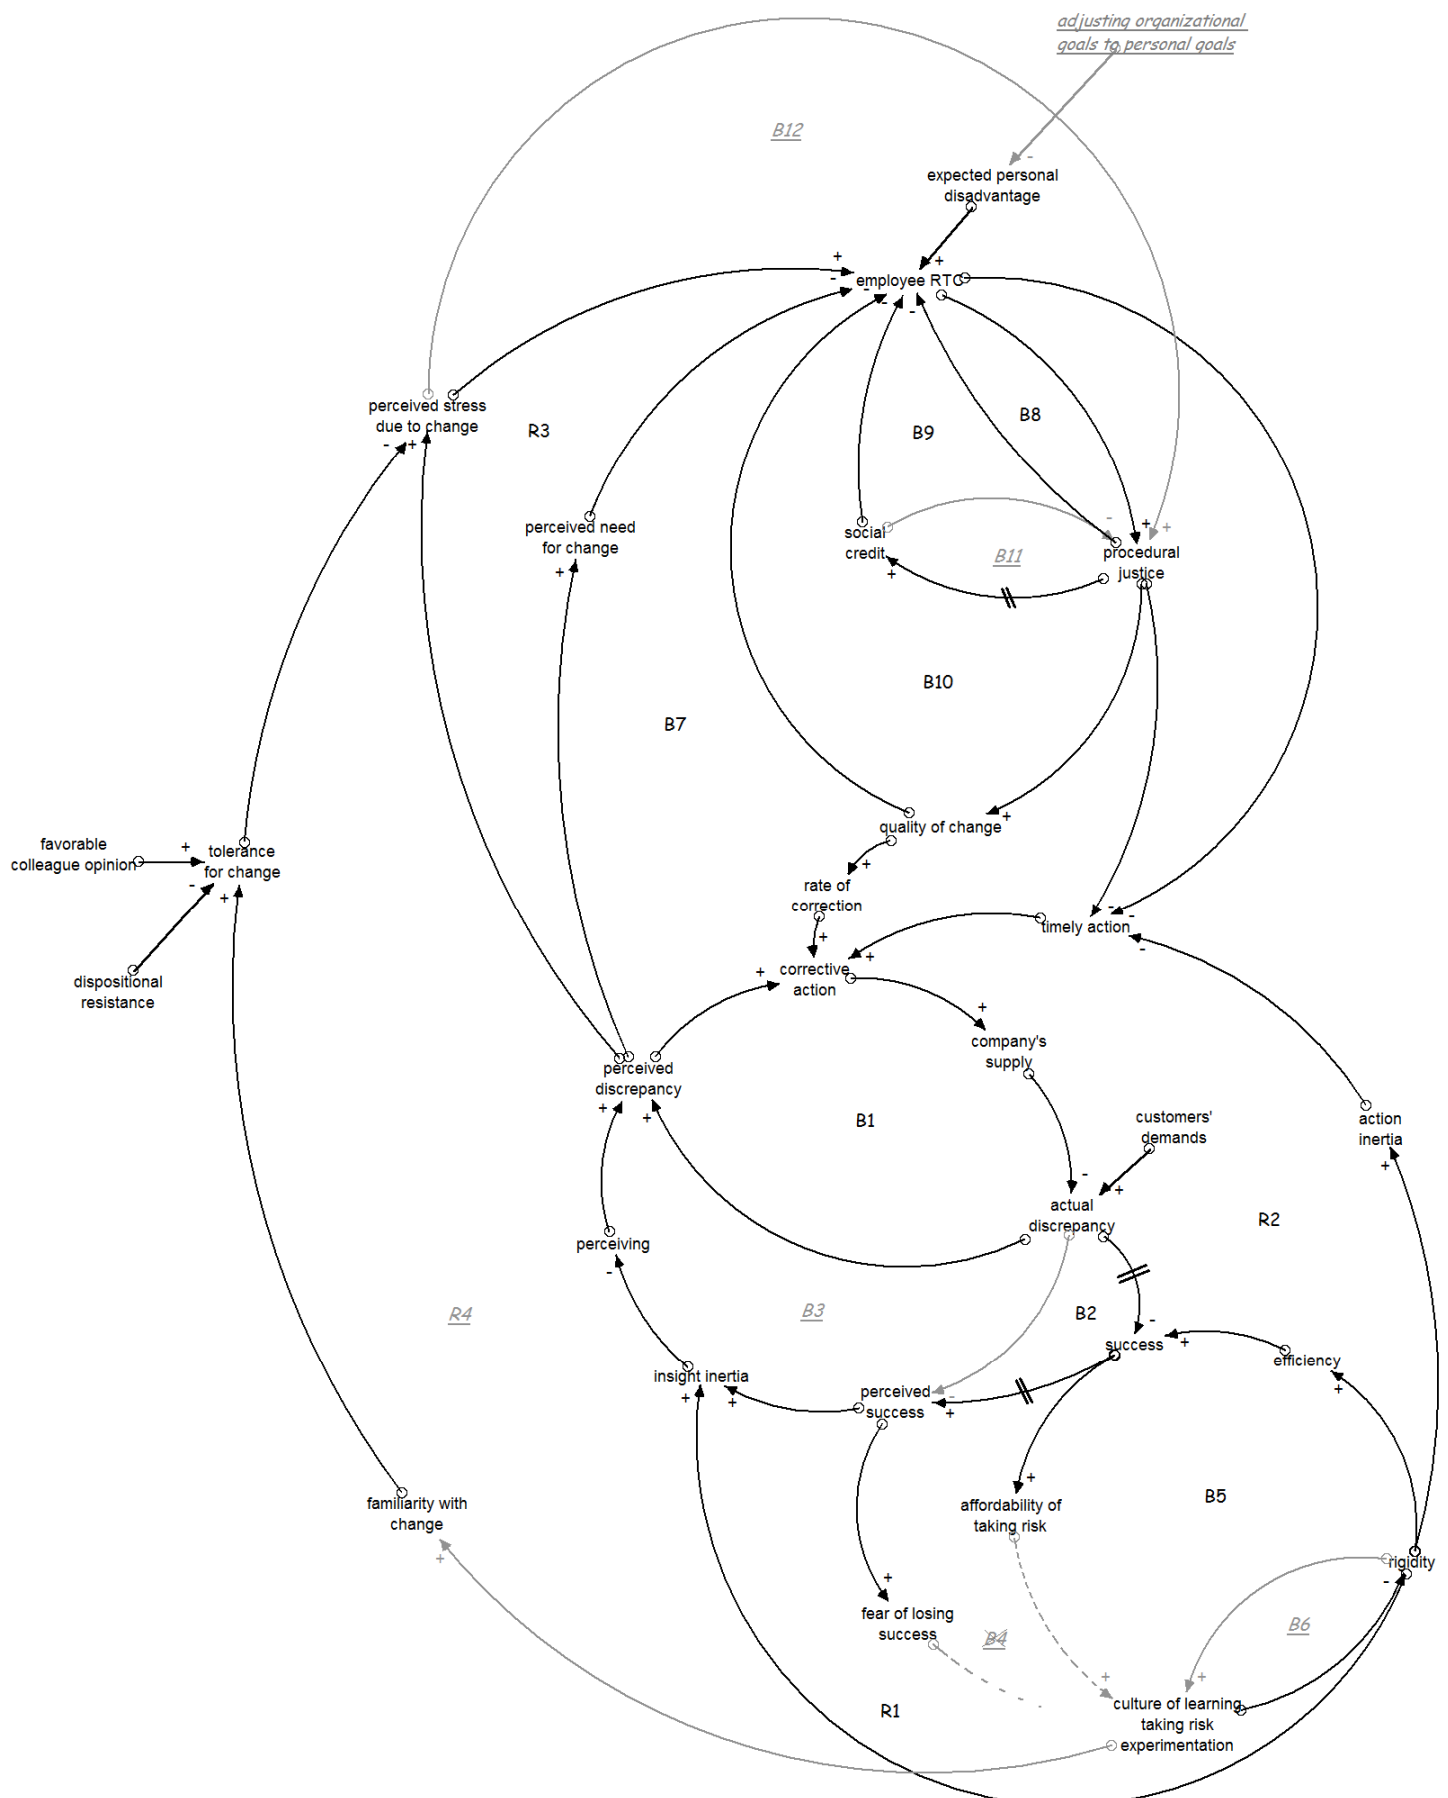 adjusting organizational
goals to personal goals
B12
-
expected personal
disadvantage
+
+
-
employee RTC
-
-
-
perceived stress
due to change
- +
R3
B9
B8
perceived need
for change
+
social
credit
-
+ +
B11
procedural
justice
+
B10
B7
quality of change
+
+
favorable
colleague opinion
+
tolerance
for change
-
+
rate of
correction
+
- -
timely action
-
+
dispositional
resistance
+
corrective
action
+
company's
supply
perceived
discrepancy
+
+
B1
customers'
demands
action
inertia
+
-
+
actual
discrepancy
R2
perceiving
-
R4
B3
B2
-
success
+
efficiency
+
insight inertia
+
+
perceived
success
-
+
familiarity with
change
+
+
affordability of
taking risk
B5
rigidity
-
+
fear of losing
success
B4
B6
+
+
R1
culture of learning
taking risk
experimentation